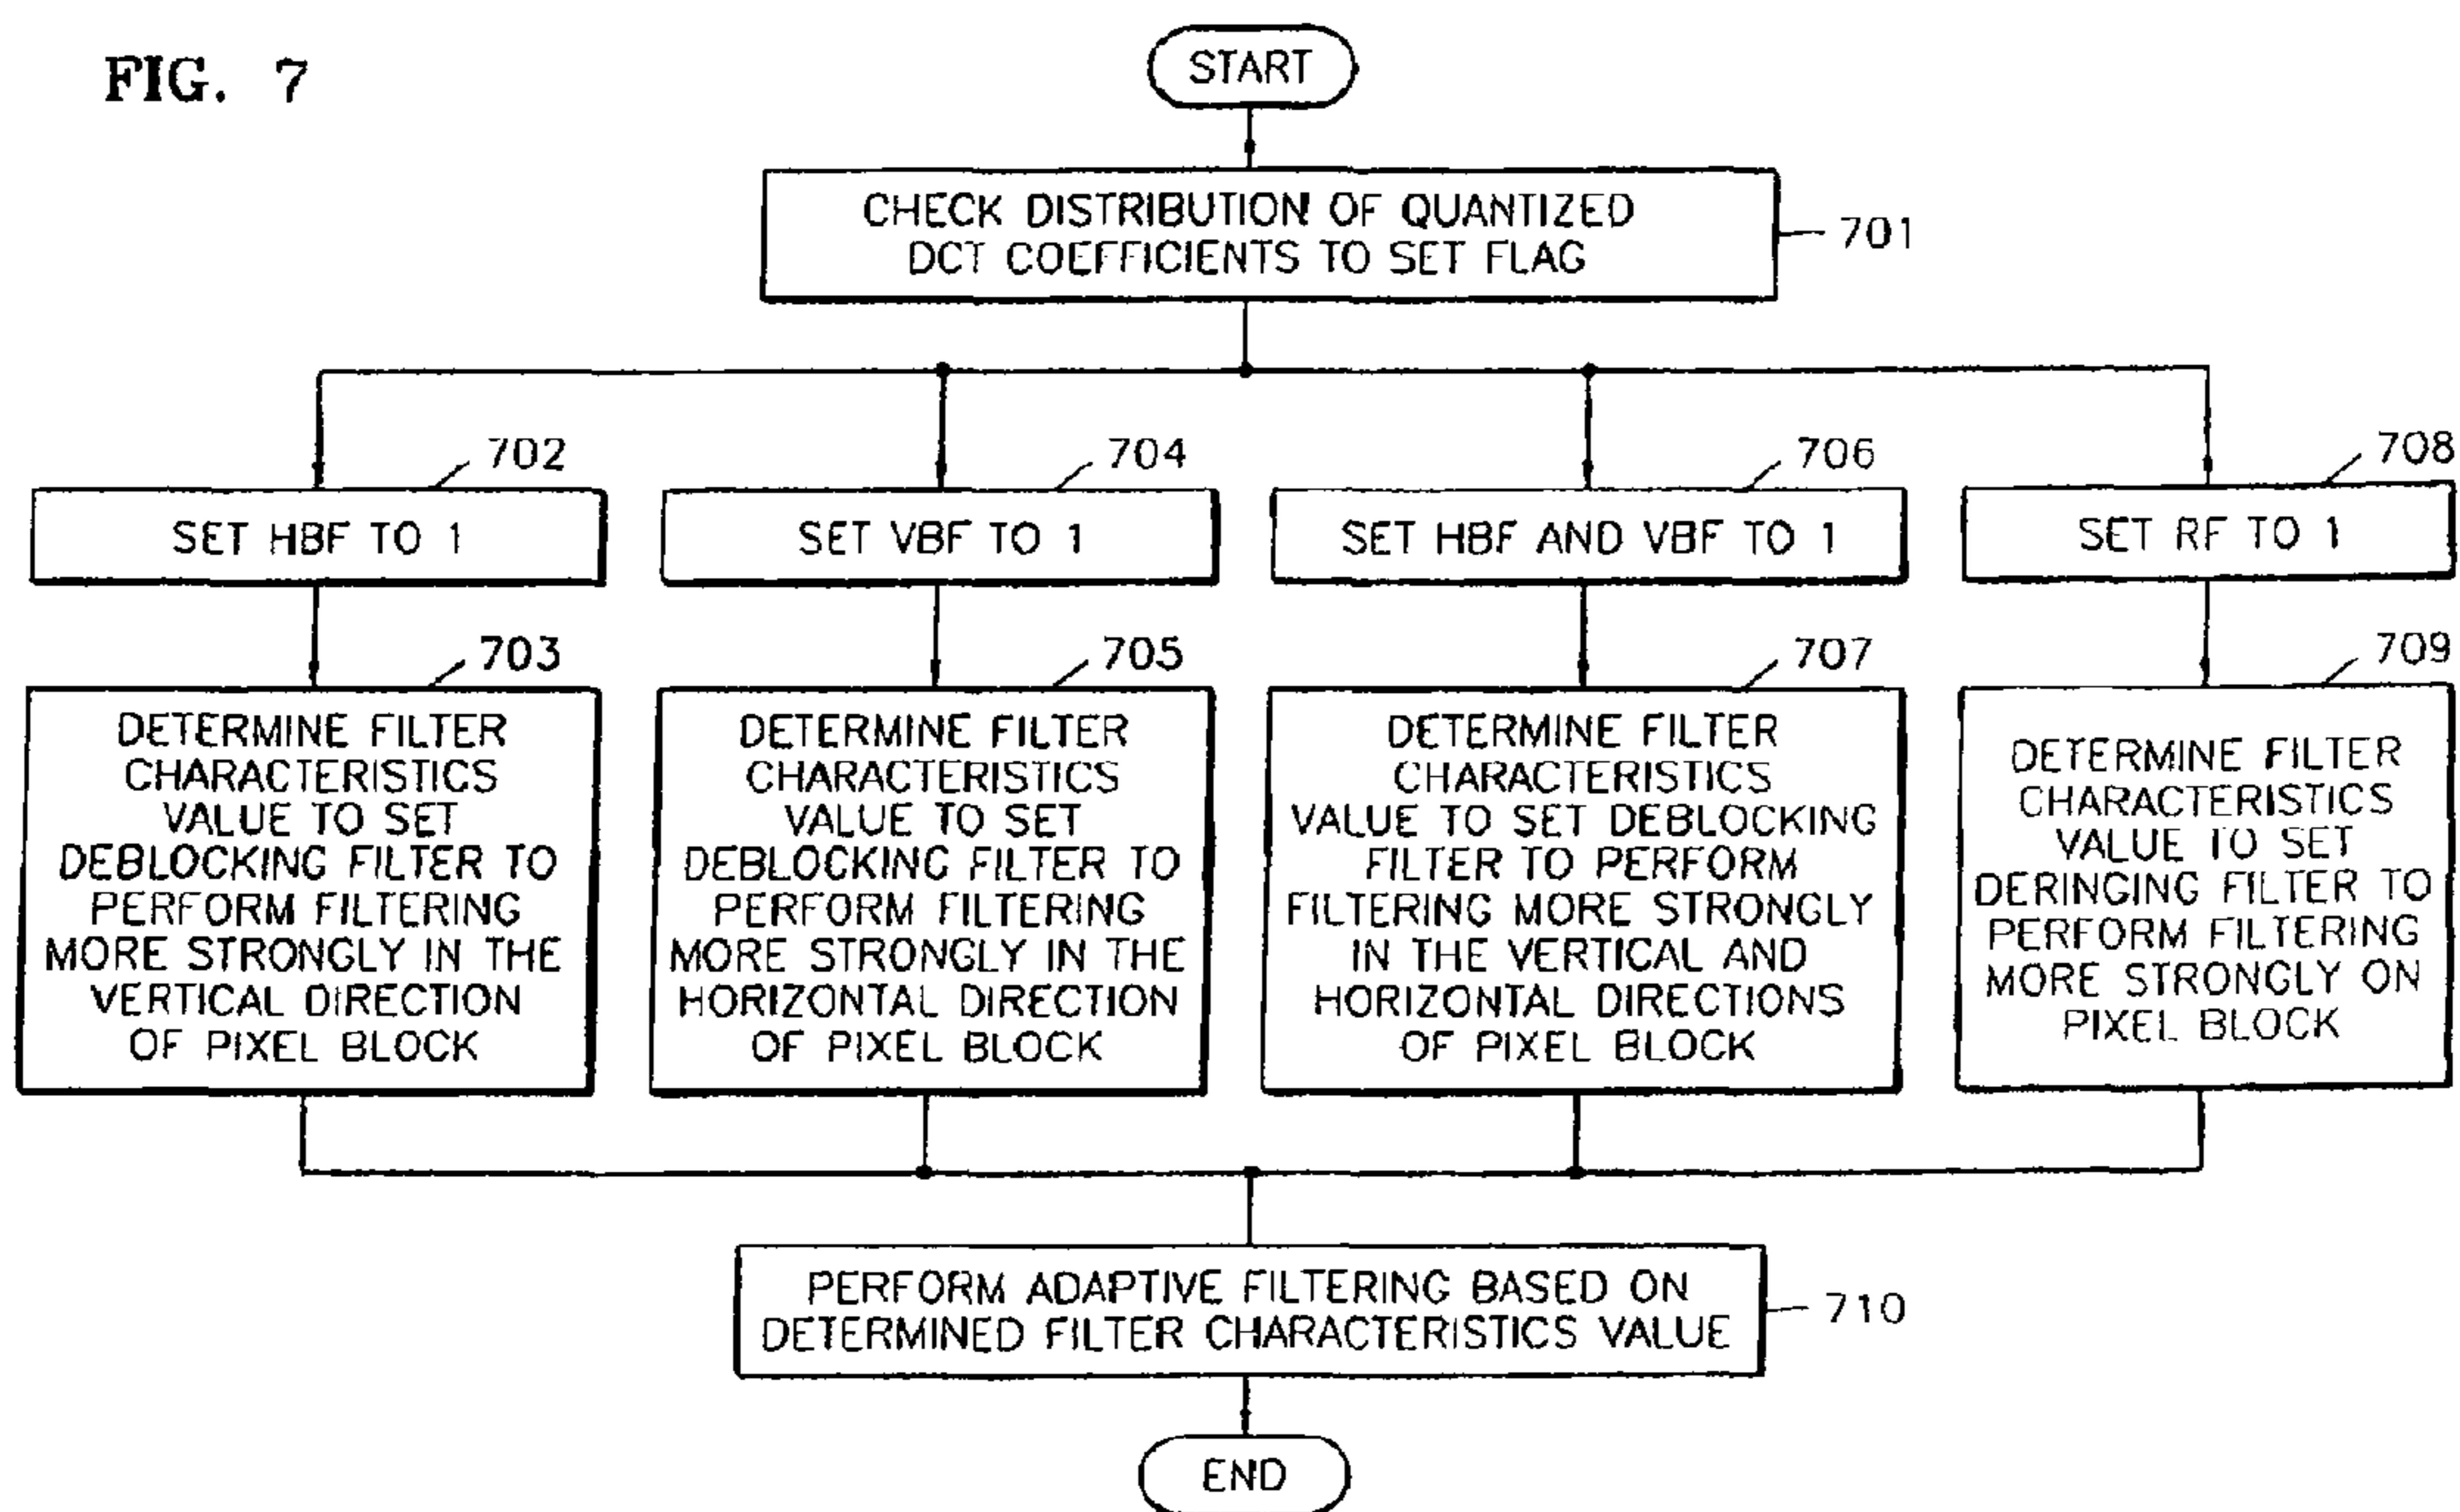 FIG. 7
START
CHECK DISTRIBUTION OF QUANTIZED
DCT COEFFICIENTS TO SET FLAG
701
702
SET HBF TO 1
704
SET VBF TO 1
706
SET HBF AND VBF TO 1
708
SET RF TO 1
703
DETERMINE FILTER
CHARACTERISTICS
VALUE TO SET
DEBLOCKING FILTER TO
PERFORM FILTERING
MORE STRONGLY IN THE
VERTICAL DIRECTION
OF PIXEL BLOCK
705
DETERMINE FILTER
CHARACTERISTICS
VALUE TO SET
DEBLOCKING FILTER TO
PERFORM FILTERING
MORE STRONGLY IN THE
HORIZONTAL DIRECTION
OF PIXEL BLOCK
707
DETERMINE FILTER
CHARACTERISTICS
VALUE TO SET DEBLOCKING
FILTER TO PERFORM
FILTERING MORE STRONGLY
IN THE VERTICAL AND
HORIZONTAL DIRECTIONS
OF PIXEL BLOCK
709
DETERMINE FILTER
CHARACTERISTICS
VALUE TO SET
DERINGING FILTER TO
PERFORM FILTERING
MORE STRONGLY ON
PIXEL BLOCK
PERFORM ADAPTIVE FILTERING BASED ON
DETERMINED FILTER CHARACTERISTICS VALUE
710
END